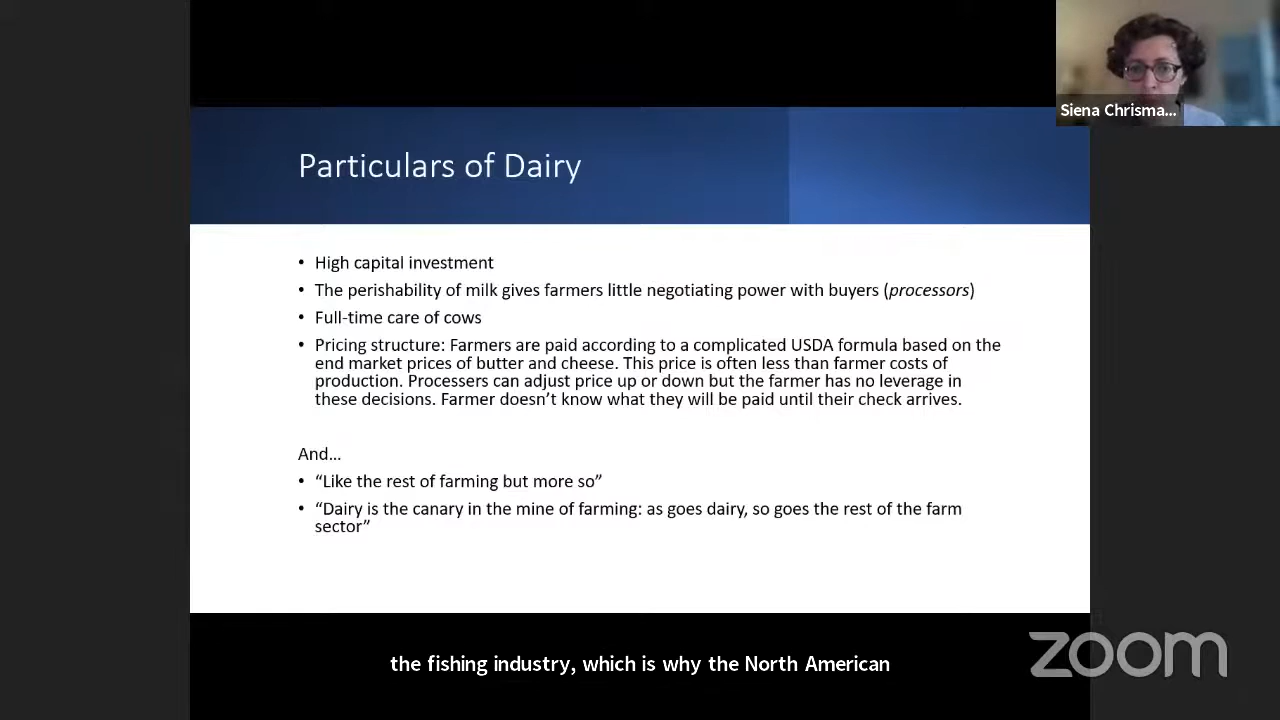 Siena Chrisma...
Particulars of Dairy
• High capital investment
• The perishability of milk gives farmers little negotiating power with buyers (processors)
• Full-time care of cows
• Pricing structure: Farmers are paid according to a complicated USDA formula based on the
end market prices of butter and cheese. This price is often less than farmer costs of
production. Processers can adjust price up or down but the farmer has no leverage in
these decisions. Farmer doesn’t know what they will be paid until their check arrives.
And…
• “Like the rest of farming but more so”
• “Dairy is the canary in the mine of farming: as goes dairy, so goes the rest of the farm
sector”
the fishing industry, which is why the North American
zoom